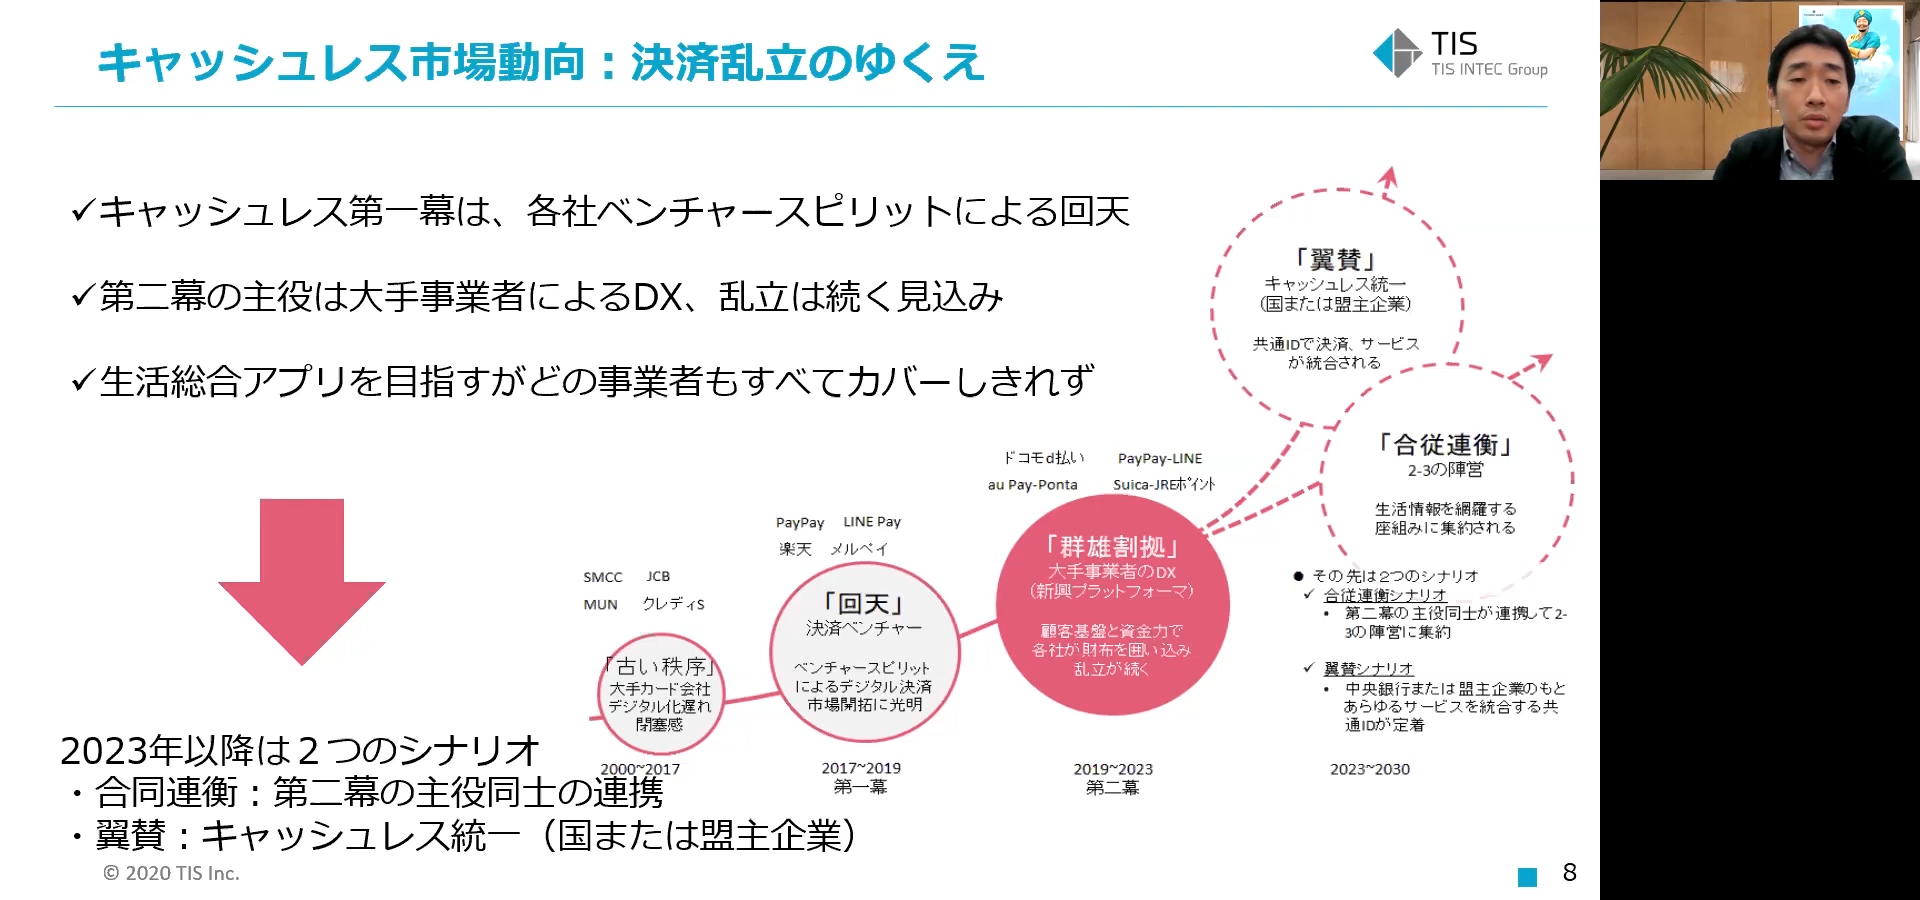 キャッシュレス市場動向：決済乱立のゆくえ
TIS
TIS INTEC Group
✓キャッシュレス第一幕は、各社ベンチャースピリットによる回天
✓第二幕の主役は大手事業者によるDX、乱立は続く見込み
✓生活総合アプリを目指すがどの事業者もすべてカバーしきれず
2023年以降は２つのシナリオ
・合同連衡：第二幕の主役同士の連携
・翼賛：キャッシュレス統一（国または盟主企業）
SMCC JCB
MUN クレディS
「古い秩序」
大手カード会社
デジタル化遅れ
閉塞感
2000~2017
PayPay LINE Pay
楽天 メルペイ
「回天」
決済ベンチャー
ベンチャースピリット
によるデジタル決済
市場開拓に光明
2017~2019
第一幕
ドコモd払い PayPay-LINE
au Pay-Ponta Suica-JREﾎﾟｲﾝﾄ
「群雄割拠」
大手事業者のDX
（新興プラットフォーマ）
顧客基盤と資金力で
各社が財布を囲い込み
乱立が続く
2019~2023
第二幕
「翼賛」
キャッシュレス統一
（国または盟主企業）
共通IDで決済、サービス
が統合される
「合従連衡」
2-3の陣営
生活情報を網羅する
座組みに集約される
● その先は２つのシナリオ
✓ 合従連衡シナリオ
• 第二幕の主役同士が連携して2-
3の陣営に集約
✓ 翼賛シナリオ
• 中央銀行または盟主企業のもと
あらゆるサービスを統合する共
通IDが定着
2023~2030
© 2020 TIS Inc.
8